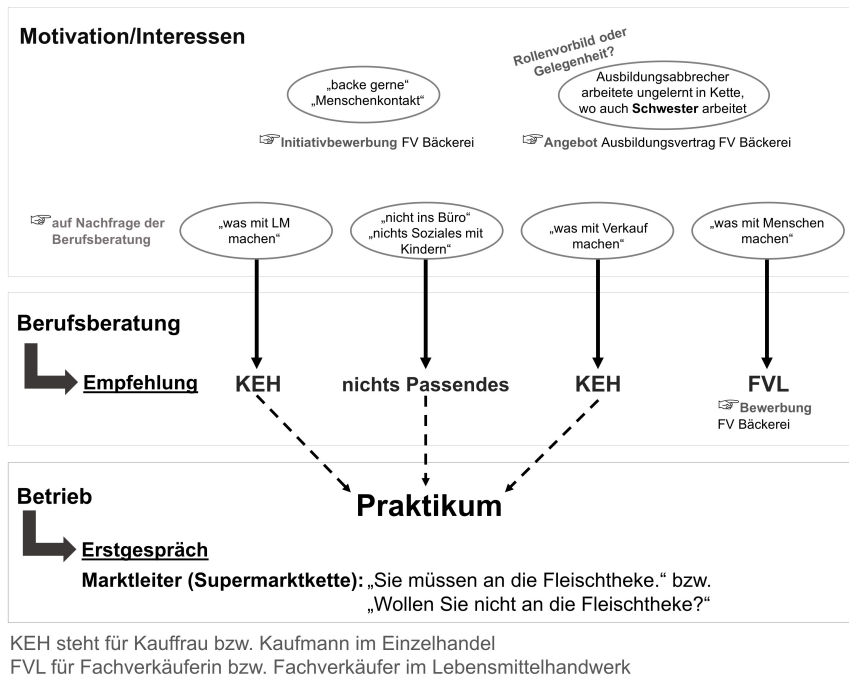 Motivation/Interessen
Rollenvorbild oder
Gelegenheit?
„backe gerne“
„Menschenkontakt“
Ausbildungsabbrecher
arbeitete ungelernt in Kette,
wo auch Schwester arbeitet
☞Initiativbewerbung FV Bäckerei
☞Angebot Ausbildungsvertrag FV Bäckerei
☞auf Nachfrage der
Berufsberatung
„was mit LM
machen“
„nicht ins Büro“
„nichts Soziales mit
Kindern“
„was mit Verkauf
machen“
„was mit Menschen
machen“
Berufsberatung
Empfehlung
KEH
nichts Passendes
KEH
FVL
☞Bewerbung
FV Bäckerei
Betrieb
Praktikum
Erstgespräch
Marktleiter (Supermarktkette): „Sie müssen an die Fleischtheke.“ bzw.
„Wollen Sie nicht an die Fleischtheke?“
KEH steht für Kauffrau bzw. Kaufmann im Einzelhandel
FVL für Fachverkäuferin bzw. Fachverkäufer im Lebensmittelhandwerk